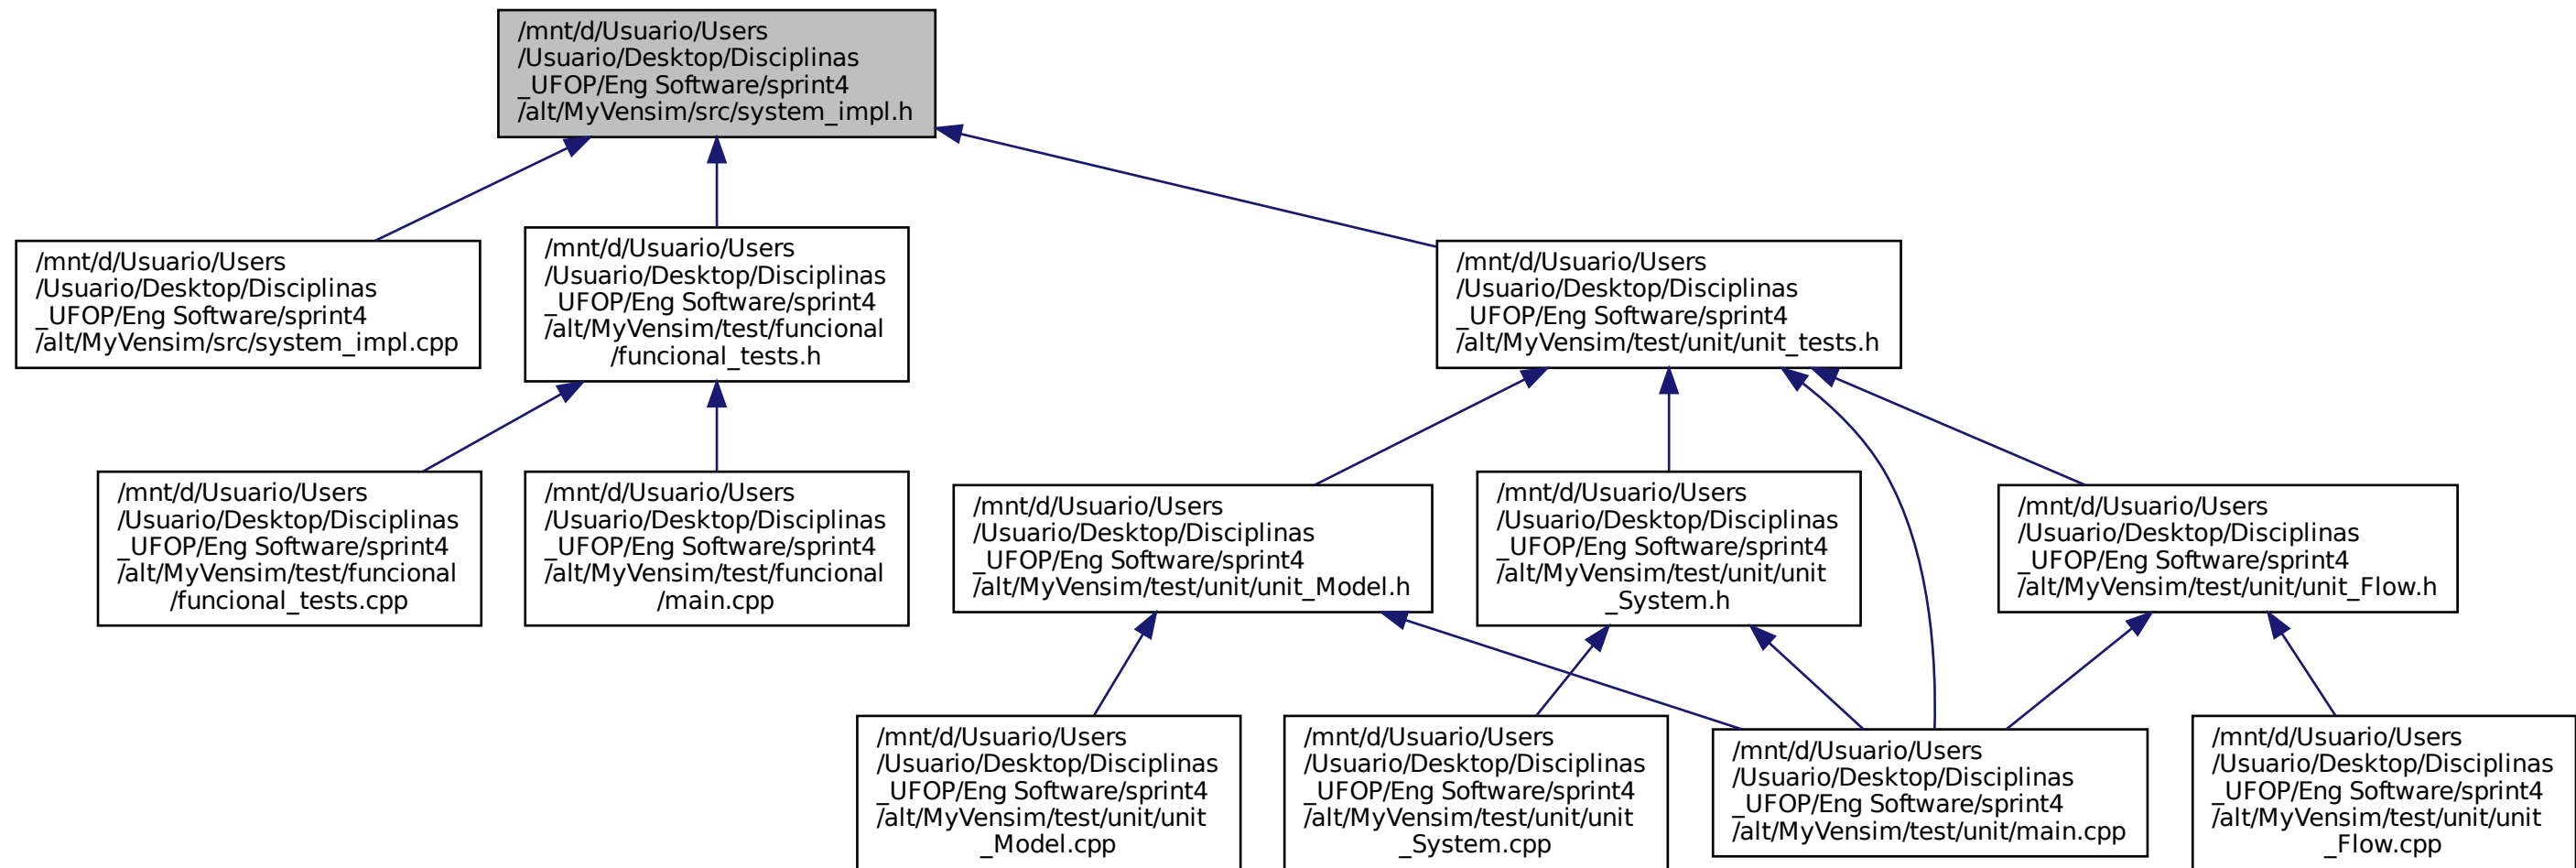 /mnt/d/Usuario/Users
/Usuario/Desktop/Disciplinas
_UFOP/Eng Software/sprint4
/alt/MyVensim/src/system_impl.h
/mnt/d/Usuario/Users
/Usuario/Desktop/Disciplinas
_UFOP/Eng Software/sprint4
/alt/MyVensim/src/system_impl.cpp
/mnt/d/Usuario/Users
/Usuario/Desktop/Disciplinas
_UFOP/Eng Software/sprint4
/alt/MyVensim/test/funcional
/funcional_tests.h
/mnt/d/Usuario/Users
/Usuario/Desktop/Disciplinas
_UFOP/Eng Software/sprint4
/alt/MyVensim/test/unit/unit_tests.h
/mnt/d/Usuario/Users
/Usuario/Desktop/Disciplinas
_UFOP/Eng Software/sprint4
/alt/MyVensim/test/funcional
/funcional_tests.cpp
/mnt/d/Usuario/Users
/Usuario/Desktop/Disciplinas
_UFOP/Eng Software/sprint4
/alt/MyVensim/test/funcional
/main.cpp
/mnt/d/Usuario/Users
/Usuario/Desktop/Disciplinas
_UFOP/Eng Software/sprint4
/alt/MyVensim/test/unit/unit_Model.h
/mnt/d/Usuario/Users
/Usuario/Desktop/Disciplinas
_UFOP/Eng Software/sprint4
/alt/MyVensim/test/unit/unit
_System.h
/mnt/d/Usuario/Users
/Usuario/Desktop/Disciplinas
_UFOP/Eng Software/sprint4
/alt/MyVensim/test/unit/unit_Flow.h
/mnt/d/Usuario/Users
/Usuario/Desktop/Disciplinas
_UFOP/Eng Software/sprint4
/alt/MyVensim/test/unit/unit
_Model.cpp
/mnt/d/Usuario/Users
/Usuario/Desktop/Disciplinas
_UFOP/Eng Software/sprint4
/alt/MyVensim/test/unit/unit
_System.cpp
/mnt/d/Usuario/Users
/Usuario/Desktop/Disciplinas
_UFOP/Eng Software/sprint4
/alt/MyVensim/test/unit/main.cpp
/mnt/d/Usuario/Users
/Usuario/Desktop/Disciplinas
_UFOP/Eng Software/sprint4
/alt/MyVensim/test/unit/unit
_Flow.cpp